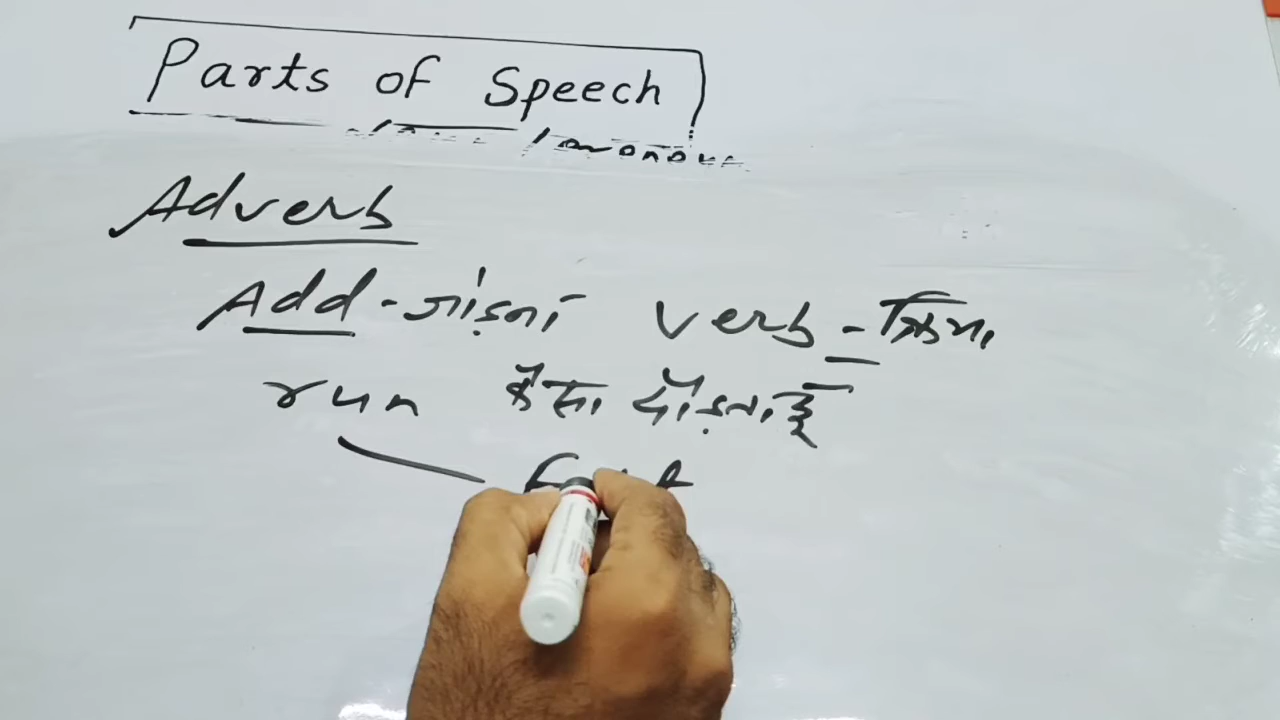 Parts of Speech
Adverb
Add - जोड़ना verb - क्रिया
run कैसा दौड़ना है